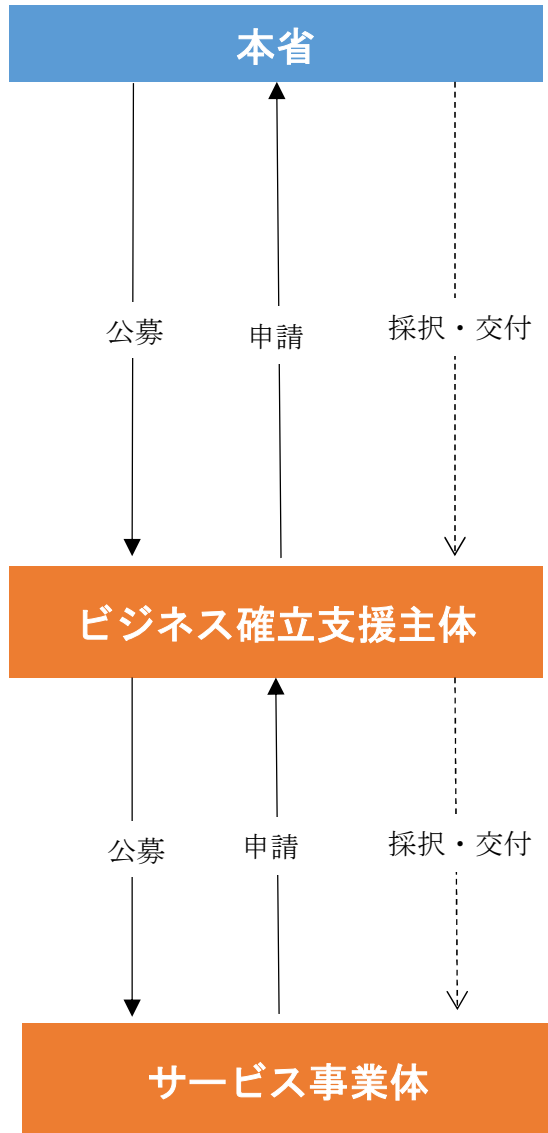 本省
公募
申請
採択・交付
ビジネス確立支援主体
公募
申請
採択・交付
サービス事業体